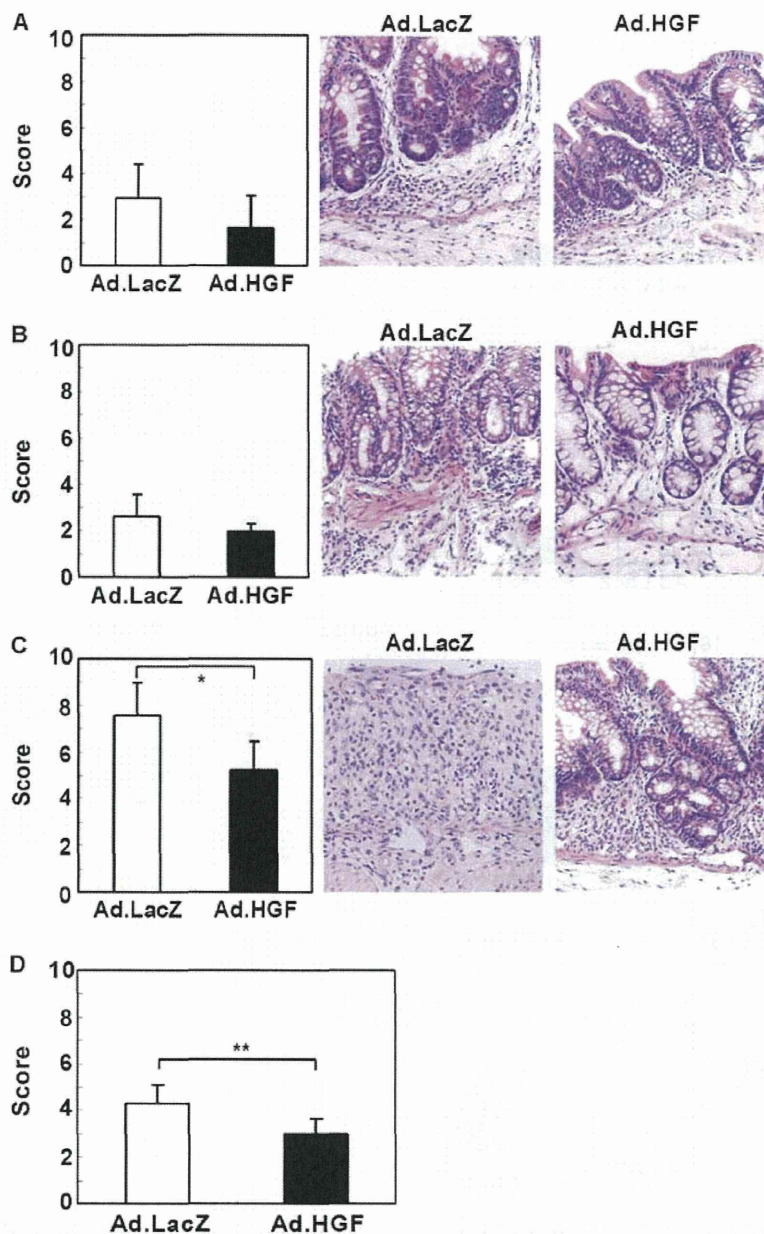 A
Ad.LacZ
Ad.HGF
10
8
6
4
2
0
Score
Ad.LacZ
Ad.HGF
B
Ad.LacZ
Ad.HGF
10
8
6
4
2
0
Score
Ad.LacZ
Ad.HGF
C
Ad.LacZ
Ad.HGF
10
8
6
4
2
0
Score
*
Ad.LacZ
Ad.HGF
D
10
8
6
4
2
0
Score
**
Ad.LacZ
Ad.HGF